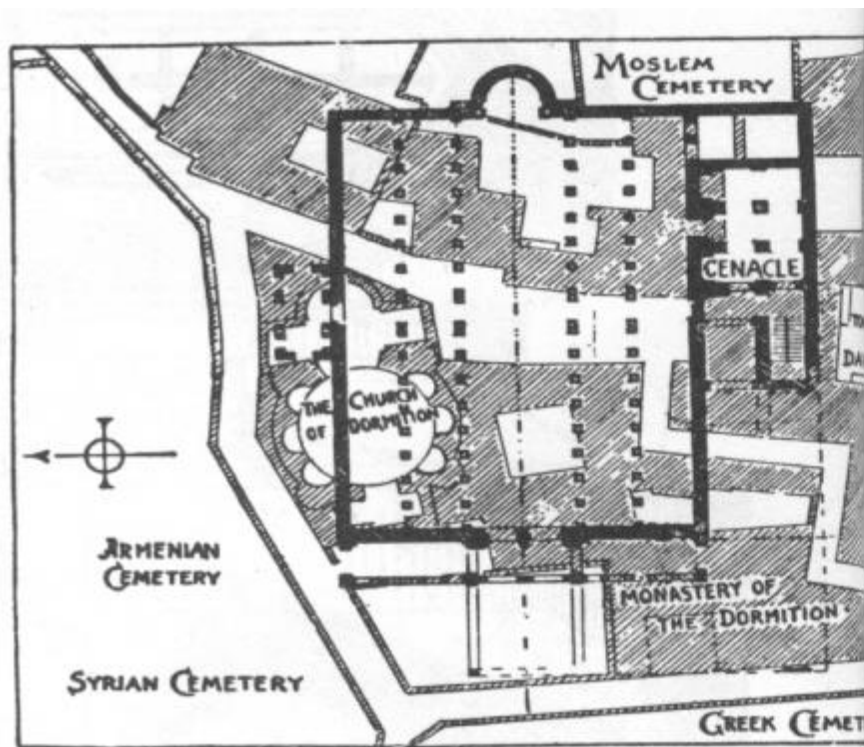 MOSLEM
CEMETERY
CENACLE
THE CHURCH
OF DORMITION
ARMENIAN
CEMETERY
MONASTERY OF
THE DORMITION
SYRIAN CEMETERY
GREEK CEMET